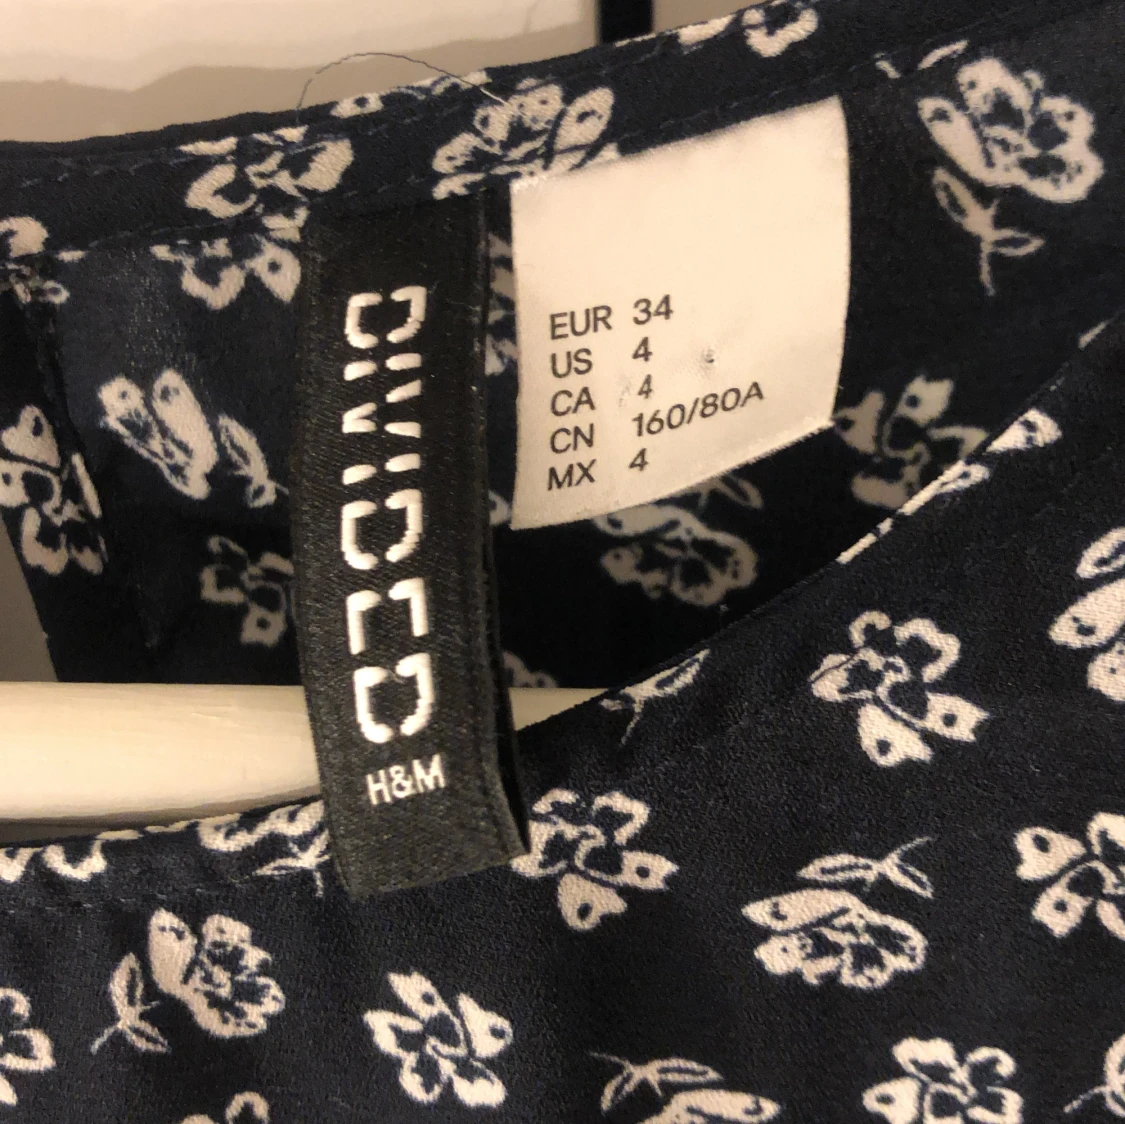 DIVIDED
H&M
EUR 34
US 4
CA 4
CN 160/80A
MX 4